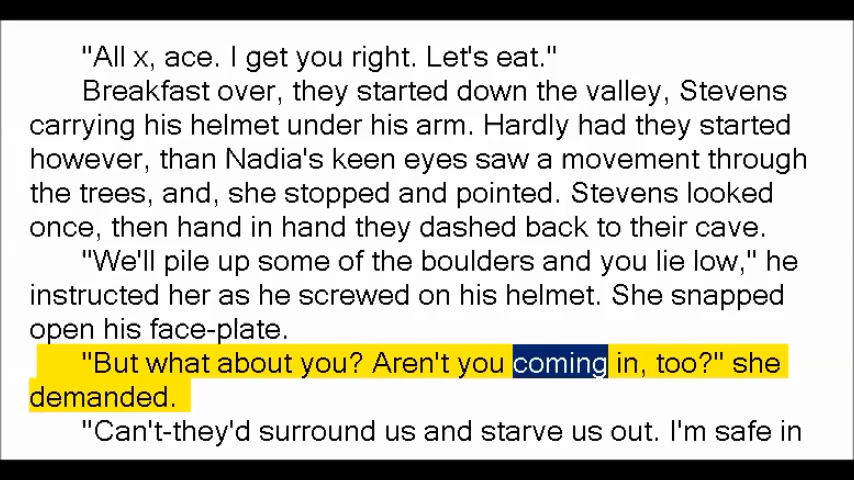 "All x, ace. I get you right. Let's eat."
Breakfast over, they started down the valley, Stevens
carrying his helmet under his arm. Hardly had they started
however, than Nadia's keen eyes saw a movement through
the trees, and, she stopped and pointed. Stevens looked
once, then hand in hand they dashed back to their cave.
"We'll pile up some of the boulders and you lie low," he
instructed her as he screwed on his helmet. She snapped
open his face-plate.
"But what about you? Aren't you coming in, too?" she
demanded.
"Can't-they'd surround us and starve us out. I'm safe in